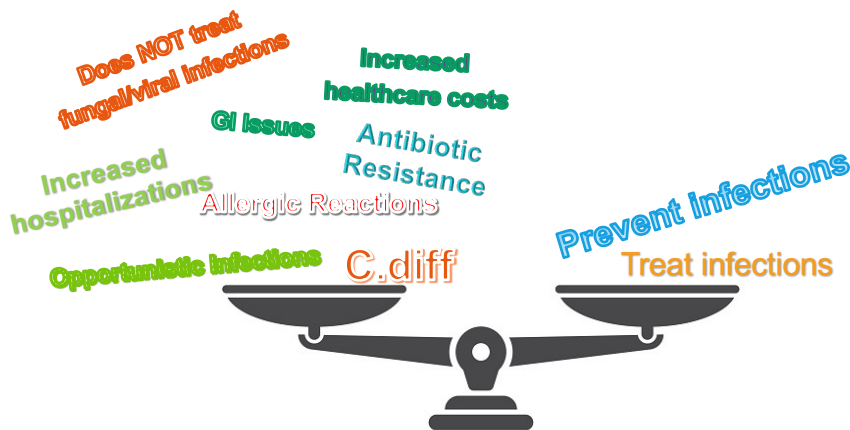 Does NOT treat
fungal/viral infections
Increased
healthcare costs
GI Issues
Antibiotic
Resistance
Increased
hospitalizations
Allergic Reactions
Opportunistic infections
C.diff
Prevent infections
Treat infections